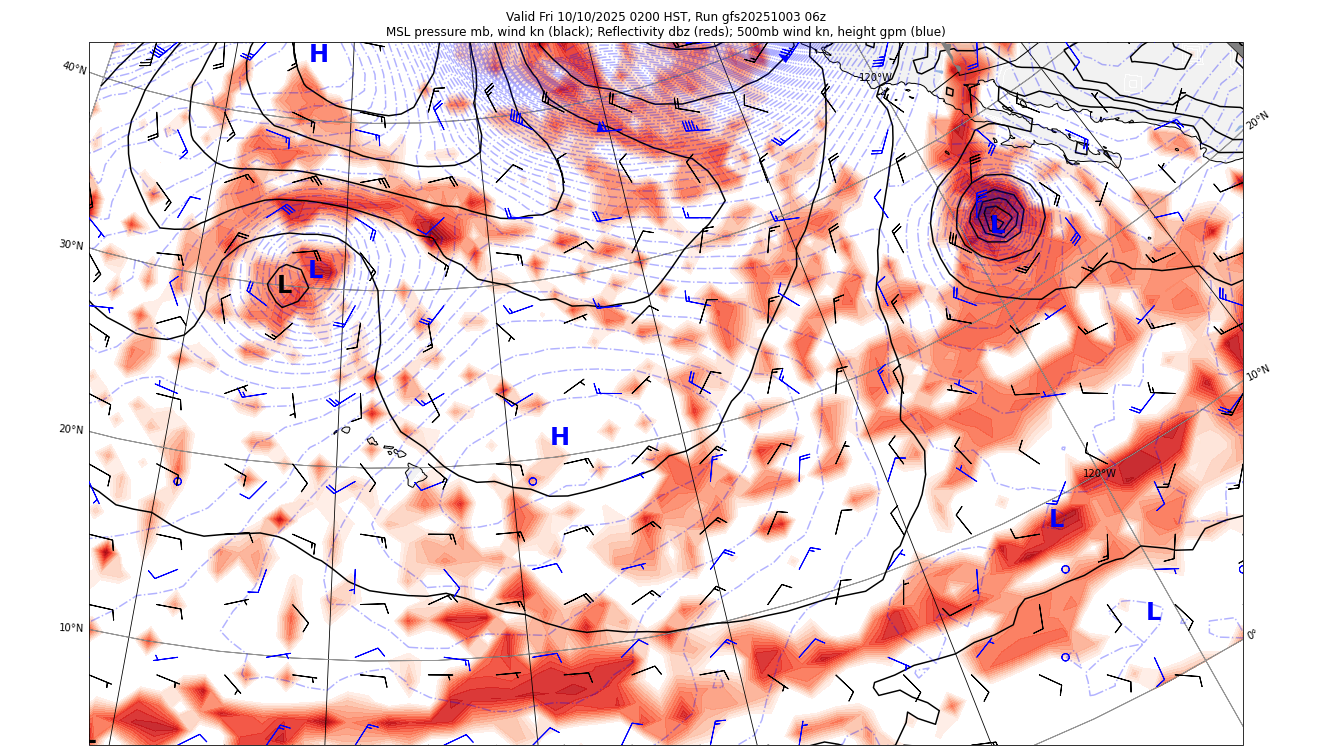 Valid Fri 10/10/2025 0200 HST, Run gfs20251003 06z
MSL pressure mb, wind kn (black); Reflectivity dbz (reds); 500mb wind kn, height gpm (blue)
H
40°N
120°W
20°N
L
30°N
L
L
10°N
20°N
H
120°W
L
10°N
L
0°